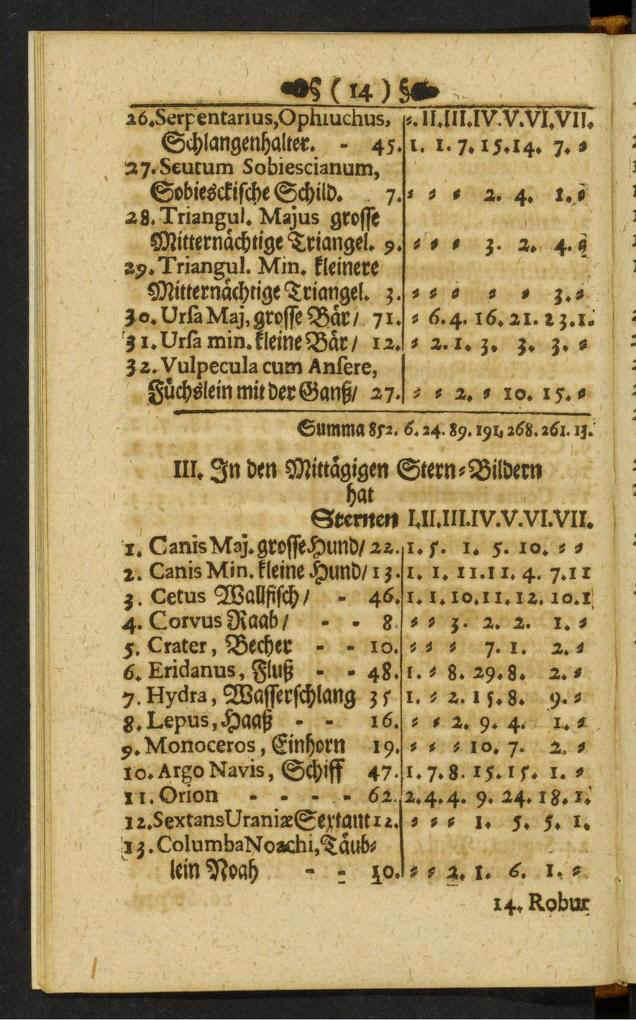 § ( 14 ) §
26. Serpentarius, Ophiuchus, ⸗. II. III. IV. V. VI. VII.
Schlangenhalter. - 45. 1. 1. 7. 15. 14. 7. ⸗
27. Scutum Sobiescianum,
Sobiesckische Schild. 7. ⸗ ⸗ ⸗ 2. 4. 1. ⸗
28. Triangul. Majus grosse
Mitternächtige Triangel. 9. ⸗ ⸗ ⸗ 3. 2. 4. ⸗
29. Triangul. Min. kleinere
Mitternächtige Triangel. 3. ⸗ ⸗ ⸗ ⸗ ⸗ 3. ⸗
30. Ursa Maj, grosse Bär/ 71. ⸗ 6. 4. 16. 21. 23. 1.
31. Ursa min. kleine Bär/ 12. ⸗ 2. 1. 3. 3. 3. ⸗
32. Vulpecula cum Ansere,
Füchslein mit der Ganß/ 27. ⸗ ⸗ 2. ⸗ 10. 15. ⸗
Summa 852. 6. 24. 89. 191. 268. 261. 13.
III. In den Mittägigen Stern⸗Bildern
hat
Sternen I. II. III. IV. V. VI. VII.
1. Canis Maj. grosse Hund/ 22. 1. 5. 1. 5. 10. ⸗ ⸗
2. Canis Min. kleine Hund/ 13. 1. 1. 11. 11. 4. 7. 11
3. Cetus Wallfisch/ - 46. 1. 1. 10. 11. 12. 10. 1
4. Corvus Raab/ - - 8. ⸗ ⸗ 3. 2. 2. 1. ⸗
5. Crater, Becher - - 10. ⸗ ⸗ ⸗ 7. 1. 2. ⸗
6. Eridanus, Fluß - - 48. 1. ⸗ 8. 29. 8. 2. ⸗
7. Hydra, Wasserschlang 35 1. ⸗ 2. 15. 8. 9. ⸗
8. Lepus, Haaß - - 16. ⸗ ⸗ 2. 9. 4. 1. ⸗
9. Monoceros, Einhorn 19. ⸗ ⸗ ⸗ 10. 7. 2. ⸗
10. Argo Navis, Schiff 47. 1. 7. 8. 15. 15. 1. ⸗
11. Orion - - - - - 62. 2. 4. 4. 9. 24. 18. 1.
12. Sextans Uraniæ Sextant 12. ⸗ ⸗ ⸗ 1. 5. 5. 1.
13. Columba Noachi, Täub⸗
lein Noah - - 10. ⸗ ⸗ 2. 1. 6. 1. ⸗
14. Robur